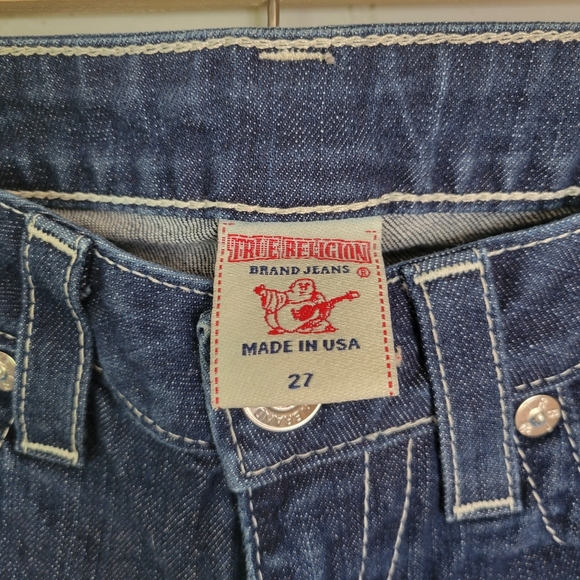 TRUE RELIGION
BRAND JEANS ®
MADE IN USA
27